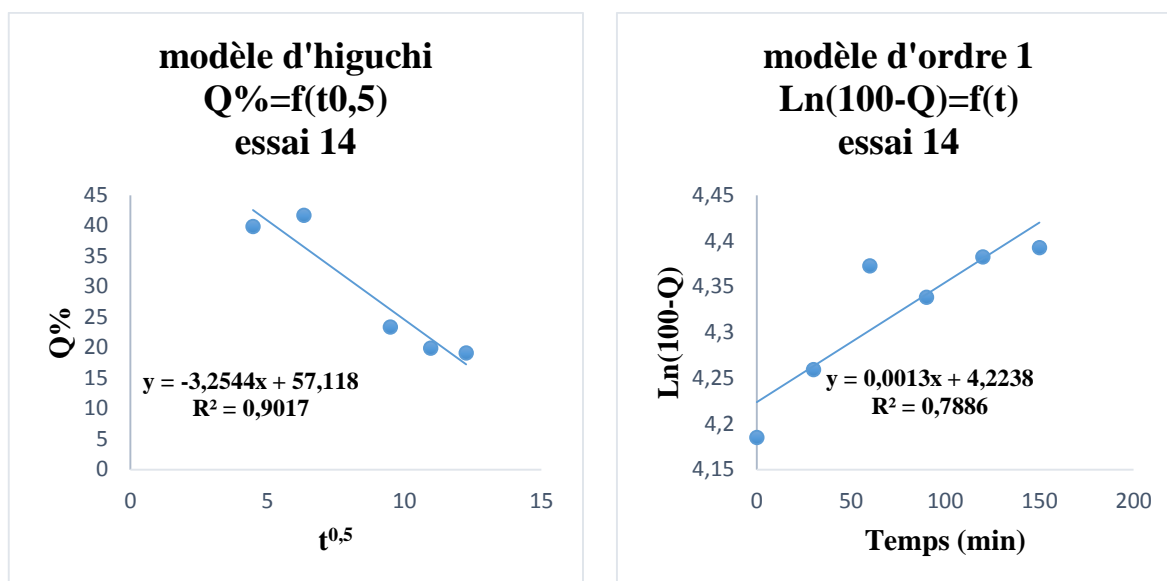 modèle d'higuchi
Q%=f(t0,5)
essai 14
45
40
35
30
25
20
15
10
5
0
Q%
y = -3,2544x + 57,118
R² = 0,9017
0 5 10 15
t⁰,⁵
modèle d'ordre 1
Ln(100-Q)=f(t)
essai 14
4,45
4,4
4,35
4,3
4,25
4,2
4,15
Ln(100-Q)
y = 0,0013x + 4,2238
R² = 0,7886
0 50 100 150 200
Temps (min)